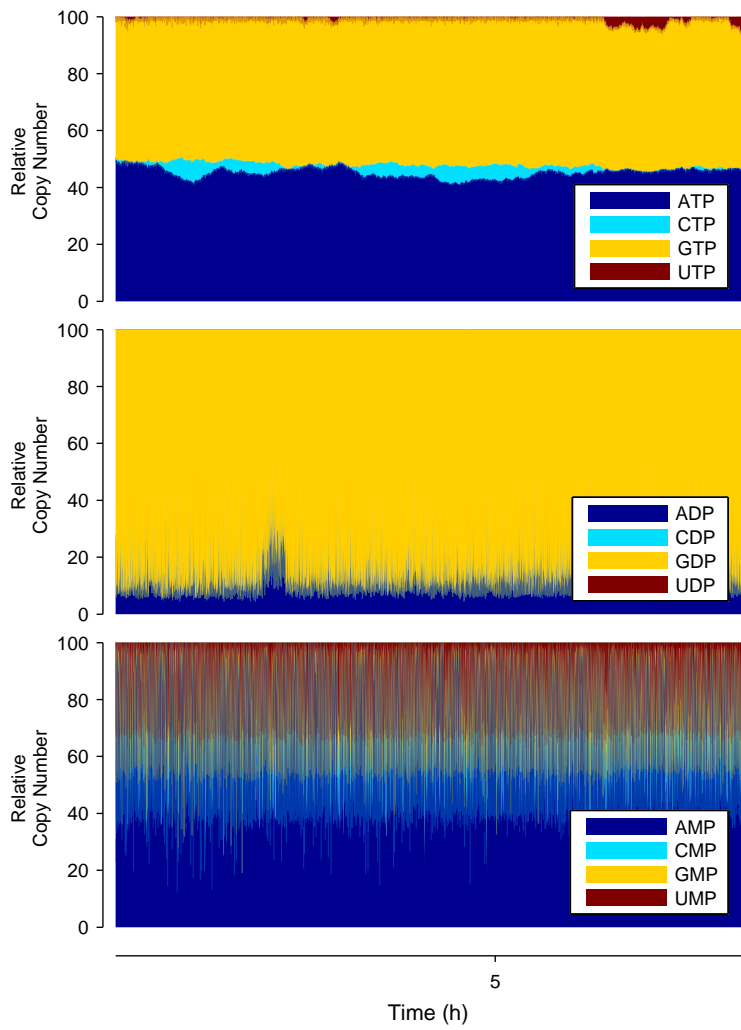 100
80
60
40
20
0
Relative
Copy Number
ATP
CTP
GTP
UTP
100
80
60
40
20
0
Relative
Copy Number
ADP
CDP
GDP
UDP
100
80
60
40
20
0
Relative
Copy Number
AMP
CMP
GMP
UMP
5
Time (h)